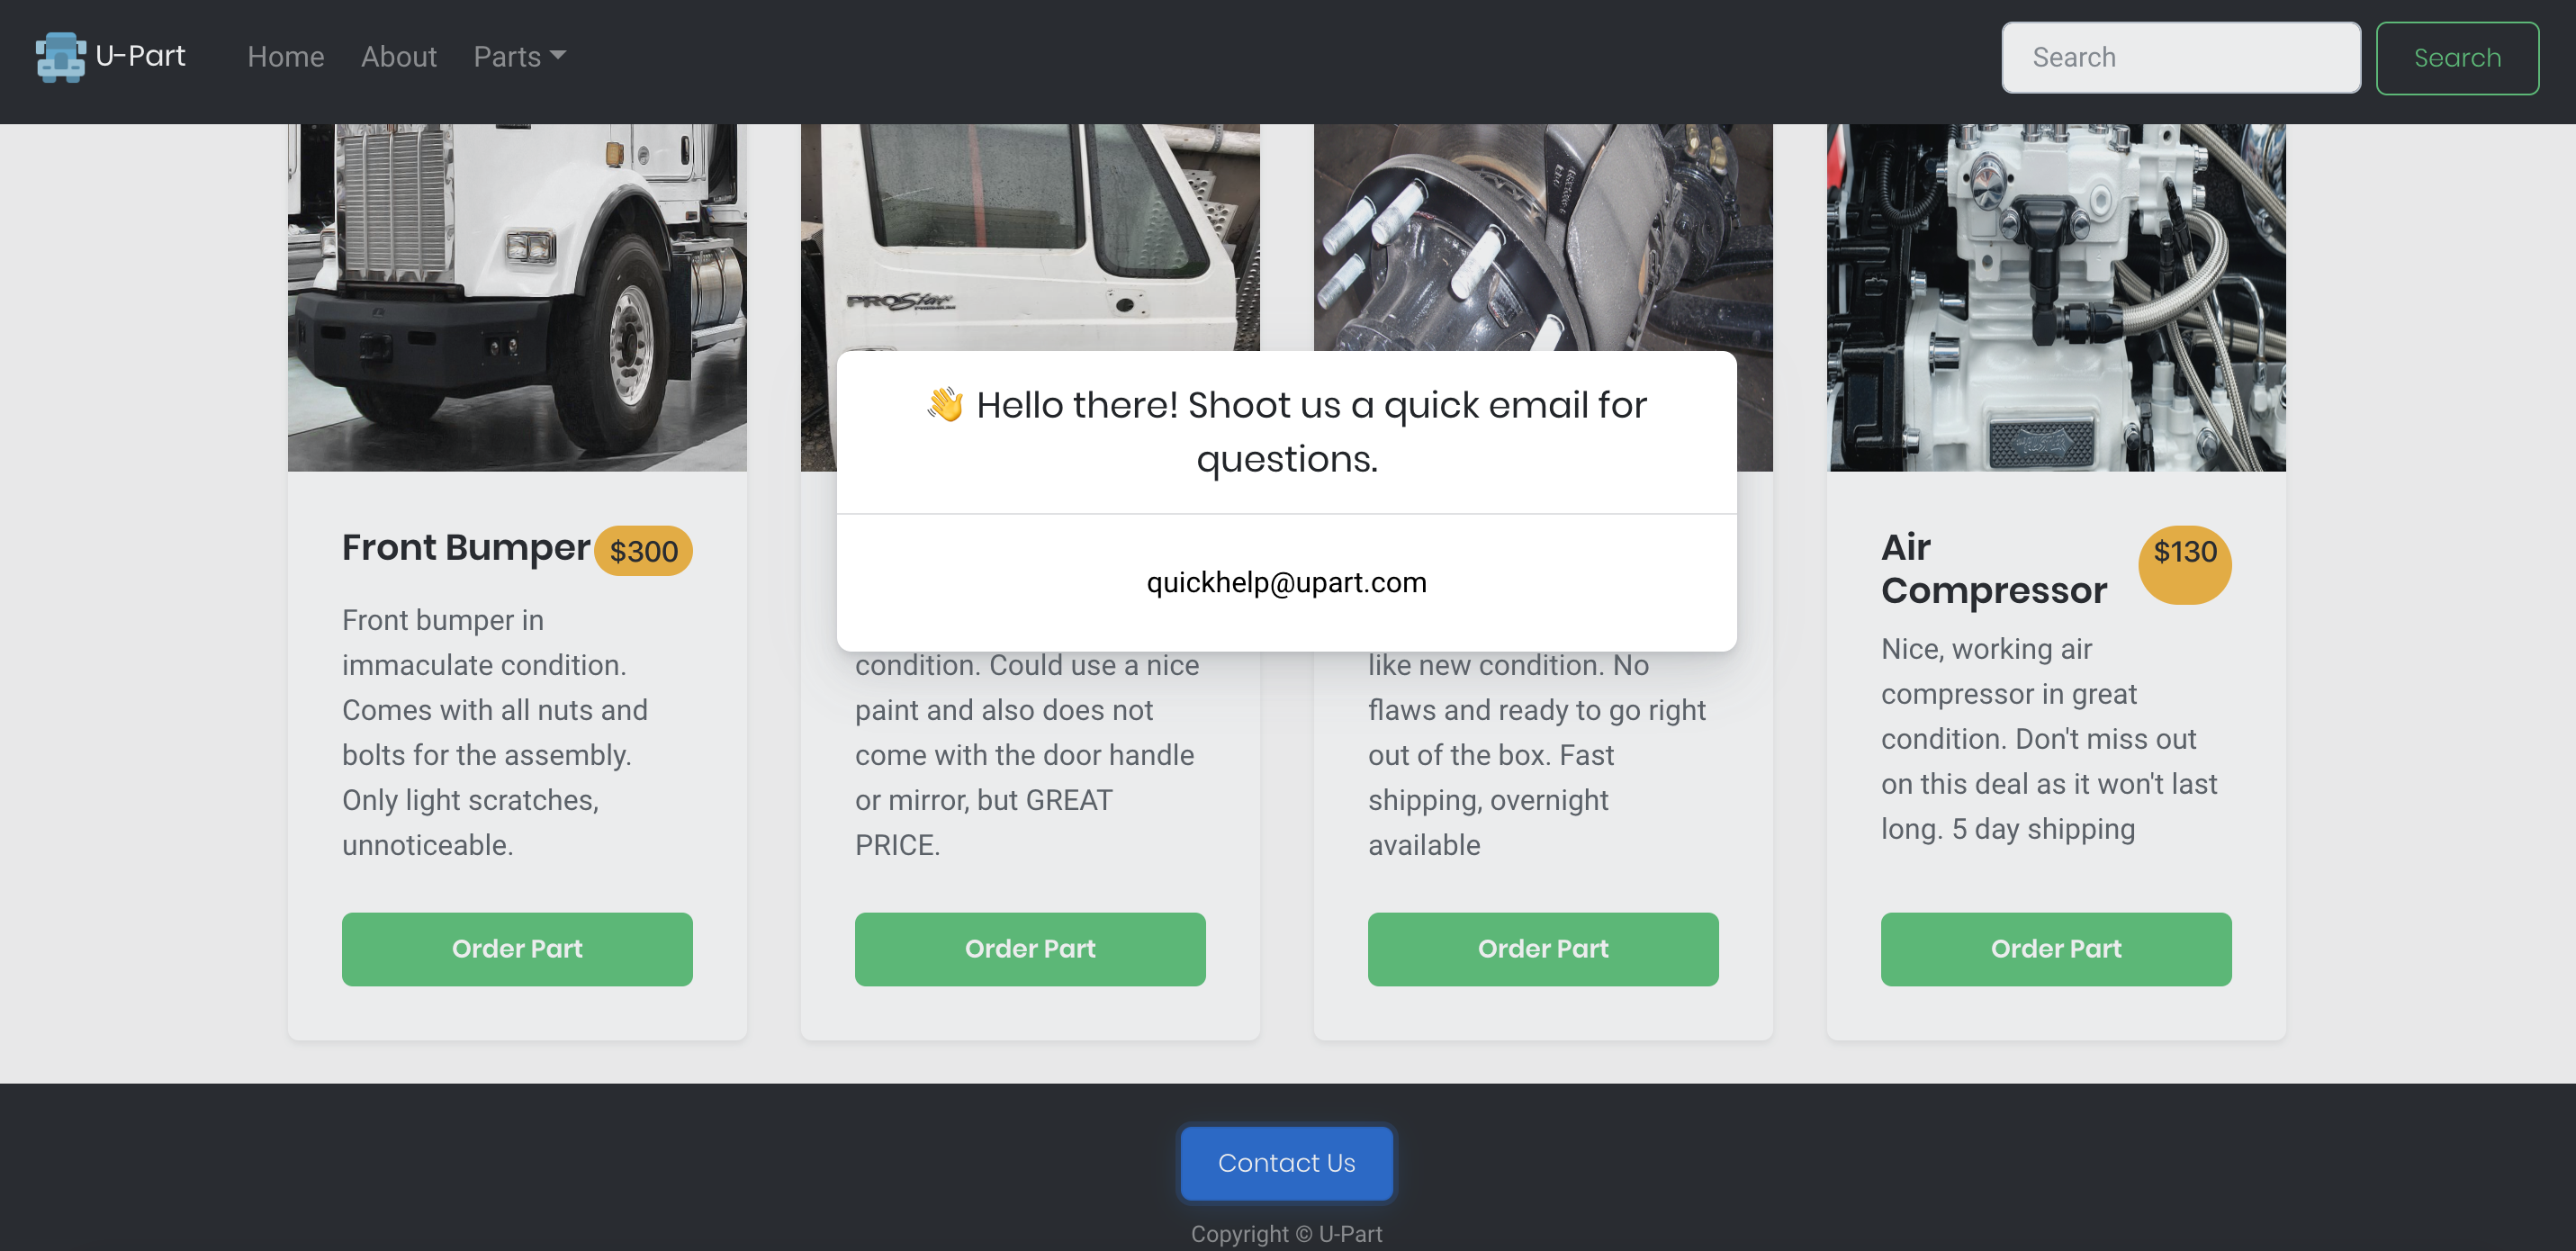 U-Part
Home
About
Parts
Search
Search
PROStar
👋 Hello there! Shoot us a quick email for
questions.
quickhelp@upart.com
Front Bumper
$300
Front bumper in
immaculate condition.
Comes with all nuts and
bolts for the assembly.
Only light scratches,
unnoticeable.
Order Part
condition. Could use a nice
paint and also does not
come with the door handle
or mirror, but GREAT
PRICE.
Order Part
like new condition. No
flaws and ready to go right
out of the box. Fast
shipping, overnight
available
Order Part
Air
Compressor
$130
Nice, working air
compressor in great
condition. Don't miss out
on this deal as it won't last
long. 5 day shipping
Order Part
Contact Us
Copyright © U-Part